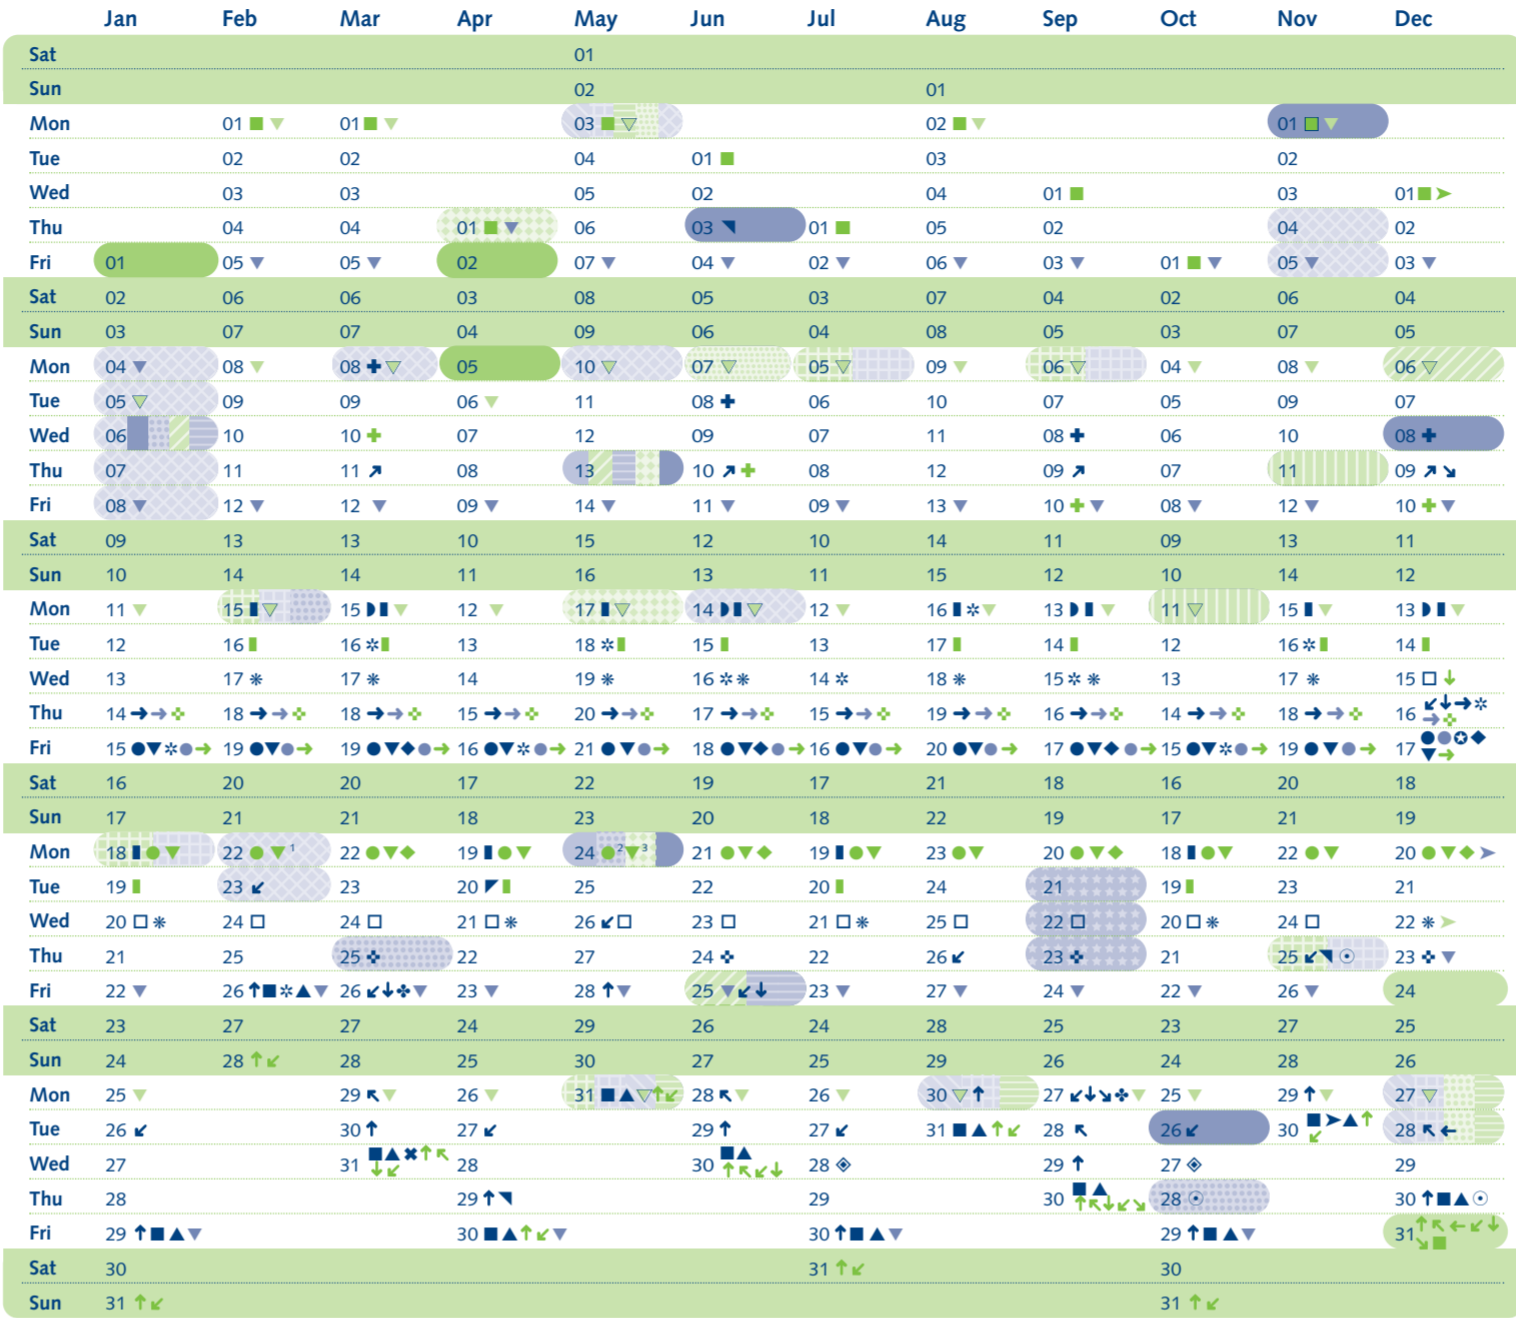 Jan Feb Mar Apr May Jun Jul Aug Sep Oct Nov Dec
Sat 01
Sun 02 01
Mon 01 01 03 02 01
Tue 02 02 04 01 03 02
Wed 03 03 05 02 04 01 03 01
Thu 04 04 01 06 03 01 05 02 04 02
Fri 01 05 05 02 07 04 02 06 03 01 05 03
Sat 02 06 06 03 08 05 03 07 04 02 06 04
Sun 03 07 07 04 09 06 04 08 05 03 07 05
Mon 04 08 08 05 10 07 05 09 06 04 08 06
Tue 05 09 09 06 11 08 06 10 07 05 09 07
Wed 06 10 10 07 12 09 07 11 08 06 10 08
Thu 07 11 11 08 13 10 08 12 09 07 11 09
Fri 08 12 12 09 14 11 09 13 10 08 12 10
Sat 09 13 13 10 15 12 10 14 11 09 13 11
Sun 10 14 14 11 16 13 11 15 12 10 14 12
Mon 11 15 15 12 17 14 12 16 13 11 15 13
Tue 12 16 16 13 18 15 13 17 14 12 16 14
Wed 13 17 17 14 19 16 14 18 15 13 17 15
Thu 14 18 18 15 20 17 15 19 16 14 18 16
Fri 15 19 19 16 21 18 16 20 17 15 19 17
Sat 16 20 20 17 22 19 17 21 18 16 20 18
Sun 17 21 21 18 23 20 18 22 19 17 21 19
Mon 18 22 1 22 19 24 2 3 21 19 23 20 18 22 20
Tue 19 23 23 20 25 22 20 24 21 19 23 21
Wed 20 24 24 21 26 23 21 25 22 20 24 22
Thu 21 25 25 22 27 24 22 26 23 21 25 23
Fri 22 26 26 23 28 25 23 27 24 22 26 24
Sat 23 27 27 24 29 26 24 28 25 23 27 25
Sun 24 28 28 25 30 27 25 29 26 24 28 26
Mon 25 29 26 31 28 26 30 27 25 29 27
Tue 26 30 27 29 27 31 28 26 30 28
Wed 27 31 28 30 28 29 27 29
Thu 28 29 29 30 28 30
Fri 29 30 30 29 31
Sat 30 31 30
Sun 31 31